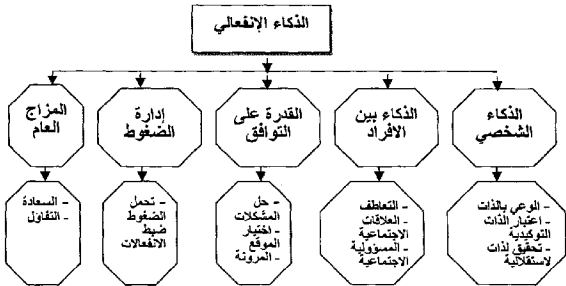 الذكاء الإنفعالي
الذكاء
الشخصي
الذكاء بين
الافراد
القدرة على
التوافق
إدارة
الضغوط
المزاج
العام
- الوعي بالذات
- اعتبار الذات
التوكيدية
- تحقيق لذات
لاستقلالية
- التعاطف
- العلاقات
الاجتماعية
- المسؤولية
الاجتماعية
- حل
المشكلات
- اختبار
الموقع
- المرونة
- تحمل
الضغوط
ضبط
الانفعالات
- السعادة
- التفاؤل